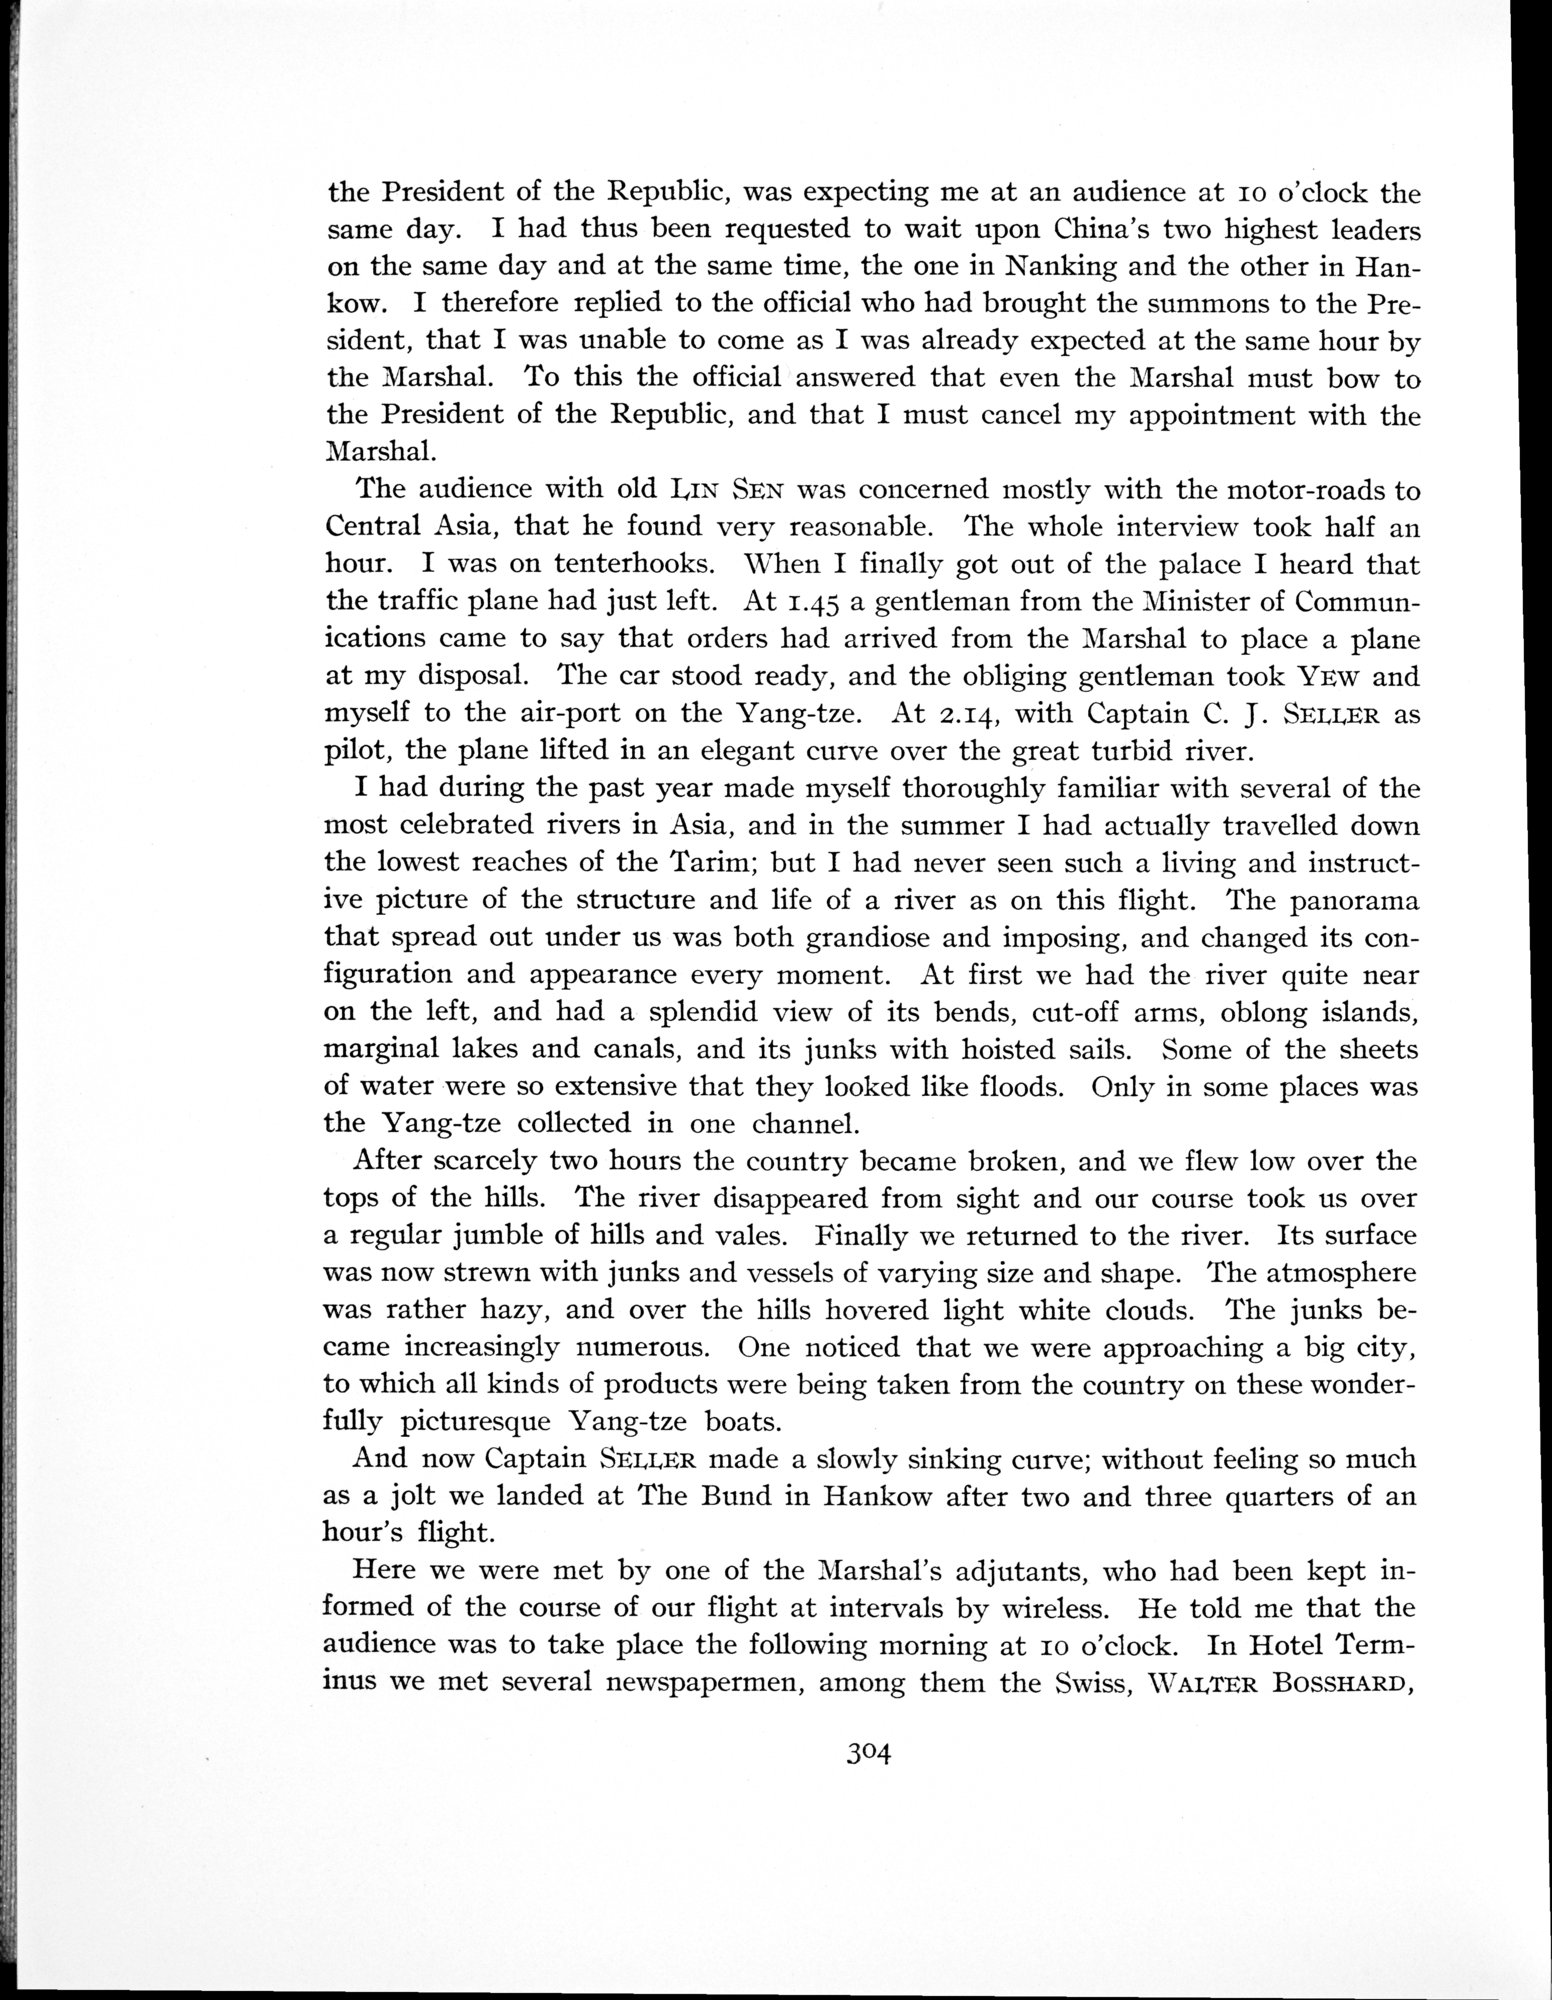 the President of the Republic, was expecting me at an audience at 10 o'clock the
same day. I had thus been requested to wait upon China's two highest leaders
on the same day and at the same time, the one in Nanking and the other in Han-
kow. I therefore replied to the official who had brought the summons to the Pre-
sident, that I was unable to come as I was already expected at the same hour by
the Marshal. To this the official answered that even the Marshal must bow to
the President of the Republic, and that I must cancel my appointment with the
Marshal.
The audience with old LIN SEN was concerned mostly with the motor-roads to
Central Asia, that he found very reasonable. The whole interview took half an
hour. I was on tenterhooks. When I finally got out of the palace I heard that
the traffic plane had just left. At 1.45 a gentleman from the Minister of Commun-
ications came to say that orders had arrived from the Marshal to place a plane
at my disposal. The car stood ready, and the obliging gentleman took YEW and
myself to the air-port on the Yang-tze. At 2.14, with Captain C. J. SELLER as
pilot, the plane lifted in an elegant curve over the great turbid river.
I had during the past year made myself thoroughly familiar with several of the
most celebrated rivers in Asia, and in the summer I had actually travelled down
the lowest reaches of the Tarim; but I had never seen such a living and instruct-
ive picture of the structure and life of a river as on this flight. The panorama
that spread out under us was both grandiose and imposing, and changed its con-
figuration and appearance every moment. At first we had the river quite near
on the left, and had a splendid view of its bends, cut-off arms, oblong islands,
marginal lakes and canals, and its junks with hoisted sails. Some of the sheets
of water were so extensive that they looked like floods. Only in some places was
the Yang-tze collected in one channel.
After scarcely two hours the country became broken, and we flew low over the
tops of the hills. The river disappeared from sight and our course took us over
a regular jumble of hills and vales. Finally we returned to the river. Its surface
was now strewn with junks and vessels of varying size and shape. The atmosphere
was rather hazy, and over the hills hovered light white clouds. The junks be-
came increasingly numerous. One noticed that we were approaching a big city,
to which all kinds of products were being taken from the country on these wonder-
fully picturesque Yang-tze boats.
And now Captain SELLER made a slowly sinking curve; without feeling so much
as a jolt we landed at The Bund in Hankow after two and three quarters of an
hour's flight.
Here we were met by one of the Marshal's adjutants, who had been kept in-
formed of the course of our flight at intervals by wireless. He told me that the
audience was to take place the following morning at 10 o'clock. In Hotel Term-
inus we met several newspapermen, among them the Swiss, WALTER BOSSHARD,
304